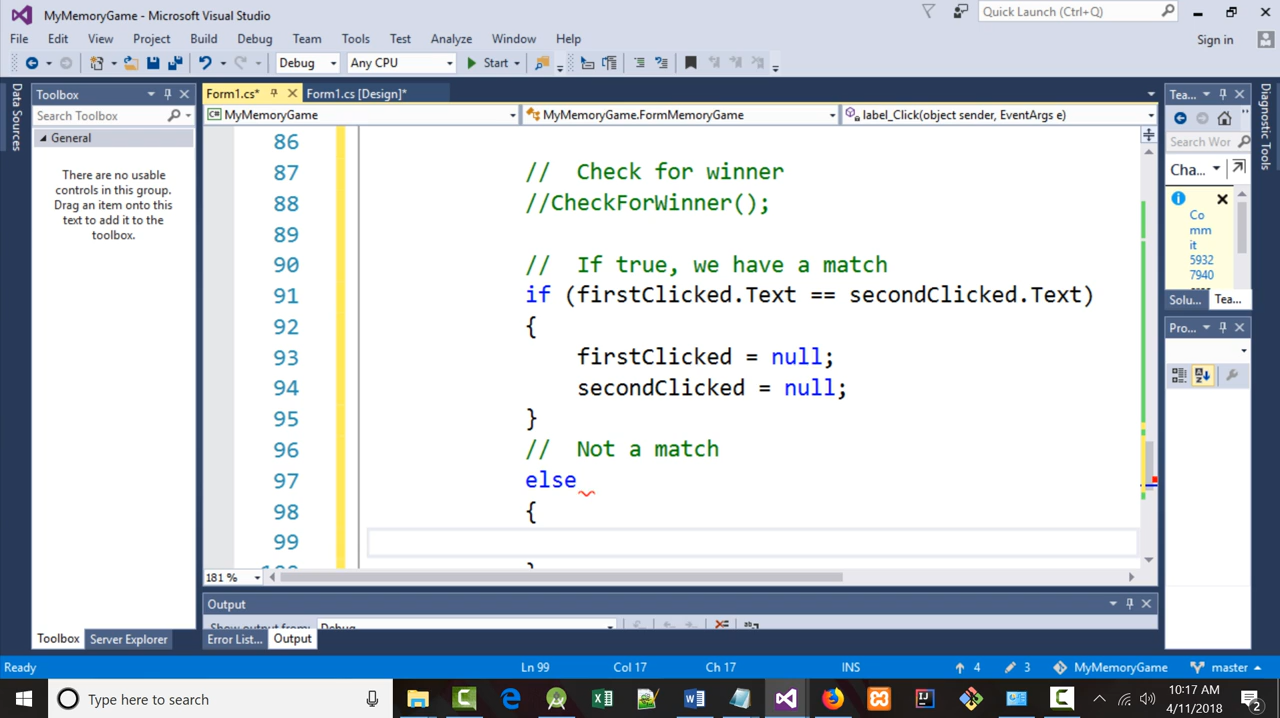 MyMemoryGame - Microsoft Visual Studio
Quick Launch (Ctrl+Q)
File Edit View Project Build Debug Team Tools Test Analyze Window Help
Sign in
Debug Any CPU Start
Data Sources
Toolbox
Search Toolbox
General
There are no usable
controls in this group.
Drag an item onto this
text to add it to the
toolbox.
Form1.cs* Form1.cs [Design]*
MyMemoryGame MyMemoryGame.FormMemoryGame label_Click(object sender, EventArgs e)
86
87 // Check for winner
88 //CheckForWinner();
89
90 // If true, we have a match
91 if (firstClicked.Text == secondClicked.Text)
92 {
93 firstClicked = null;
94 secondClicked = null;
95 }
96 // Not a match
97 else
98 {
99
181 %
Tea...
Search Wor
Cha...
Co
mm
it
5932
7940
Solu... Tea...
Pro...
Diagnostic Tools
Output
Show output from: Debug
Toolbox Server Explorer Error List... Output
Ready Ln 99 Col 17 Ch 17 INS 4 3 MyMemoryGame master
Type here to search
10:17 AM
4/11/2018
2